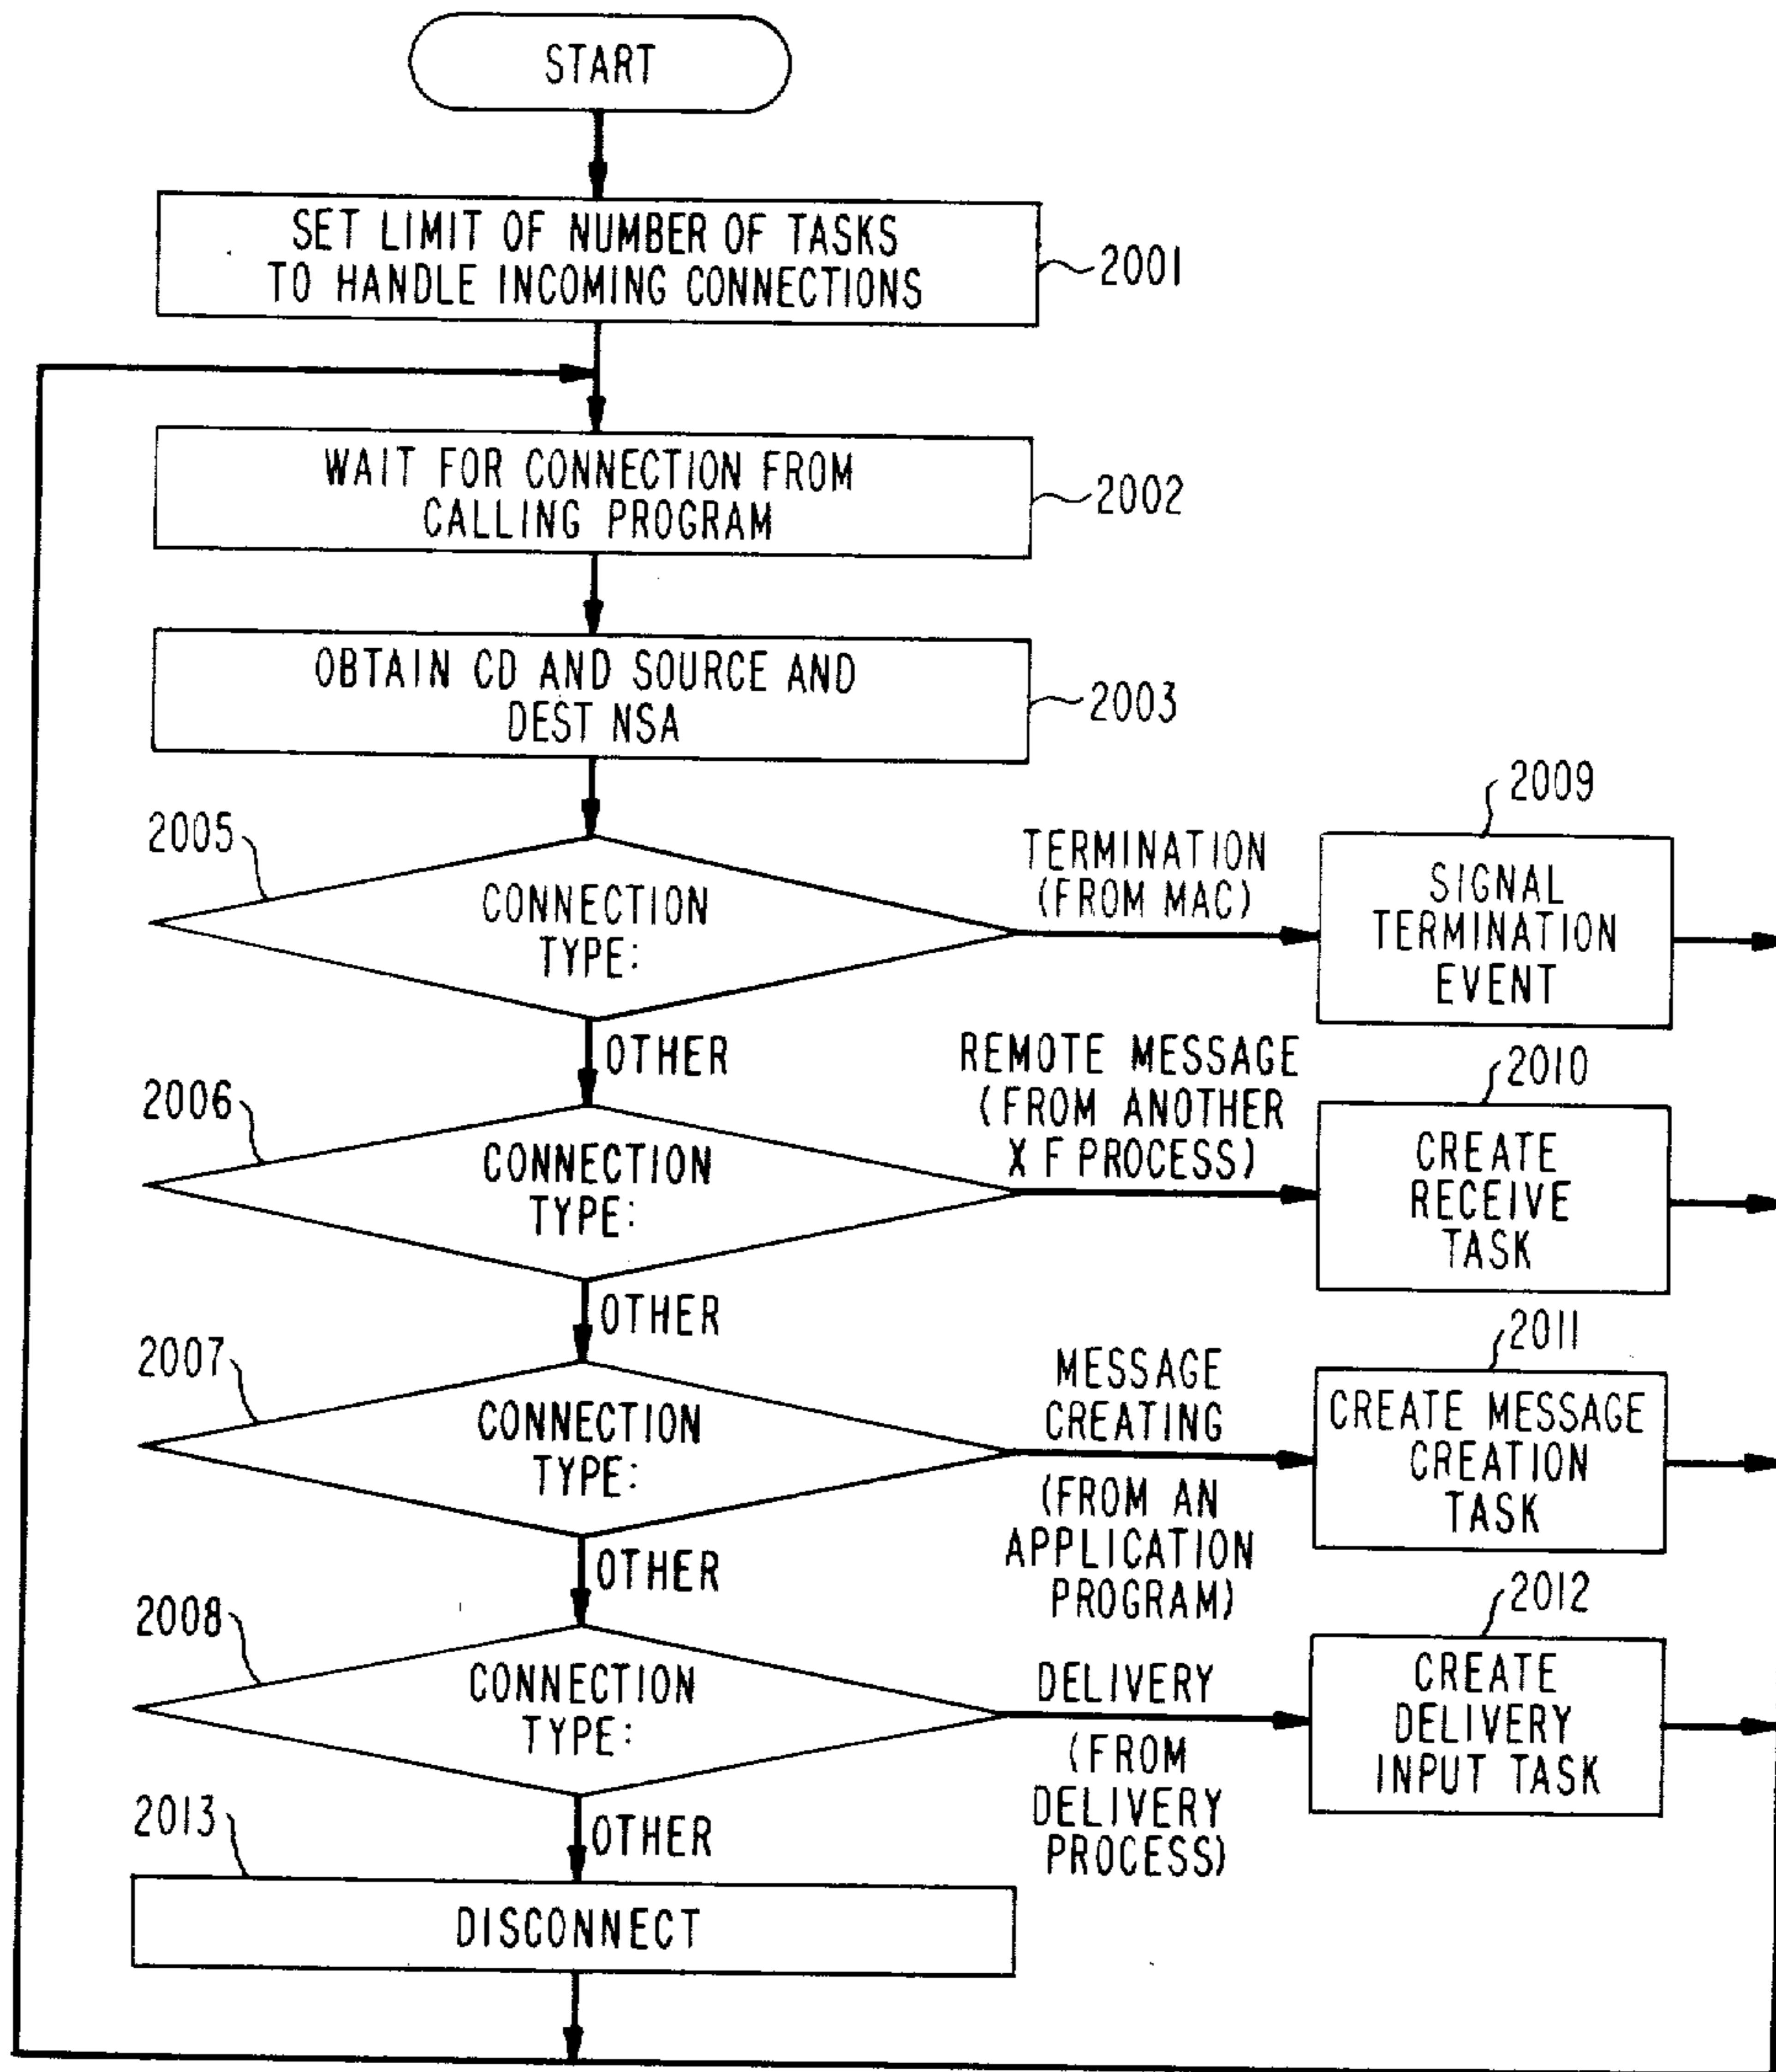 START
SET LIMIT OF NUMBER OF TASKS
TO HANDLE INCOMING CONNECTIONS
2001
WAIT FOR CONNECTION FROM
CALLING PROGRAM
2002
OBTAIN CD AND SOURCE AND
DEST NSA
2003
2005
CONNECTION
TYPE:
TERMINATION
(FROM MAC)
2009
SIGNAL
TERMINATION
EVENT
OTHER
2006
CONNECTION
TYPE:
REMOTE MESSAGE
(FROM ANOTHER
X F PROCESS)
2010
CREATE
RECEIVE
TASK
OTHER
2007
CONNECTION
TYPE:
MESSAGE
CREATING
(FROM AN
APPLICATION
PROGRAM)
2011
CREATE MESSAGE
CREATION
TASK
OTHER
2008
CONNECTION
TYPE:
DELIVERY
(FROM
DELIVERY
PROCESS)
2012
CREATE
DELIVERY
INPUT TASK
OTHER
2013
DISCONNECT